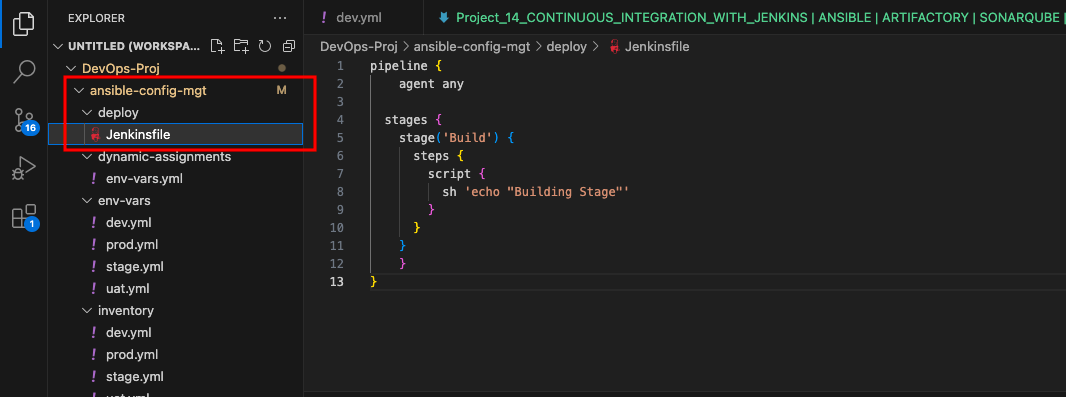 EXPLORER
UNTITLED (WORKSPA...
DevOps-Proj
ansible-config-mgt M
deploy
Jenkinsfile
dynamic-assignments
! env-vars.yml
env-vars
! dev.yml
! prod.yml
! stage.yml
! uat.yml
inventory
! dev.yml
! prod.yml
! stage.yml
! uat.yml
16
1
! dev.yml
Project_14_CONTINUOUS_INTEGRATION_WITH_JENKINS | ANSIBLE | ARTIFACTORY | SONARQUBE |
DevOps-Proj > ansible-config-mgt > deploy > Jenkinsfile
1 pipeline {
2 agent any
3
4 stages {
5 stage('Build') {
6 steps {
7 script {
8 sh 'echo "Building Stage"'
9 }
10 }
11 }
12 }
13 }